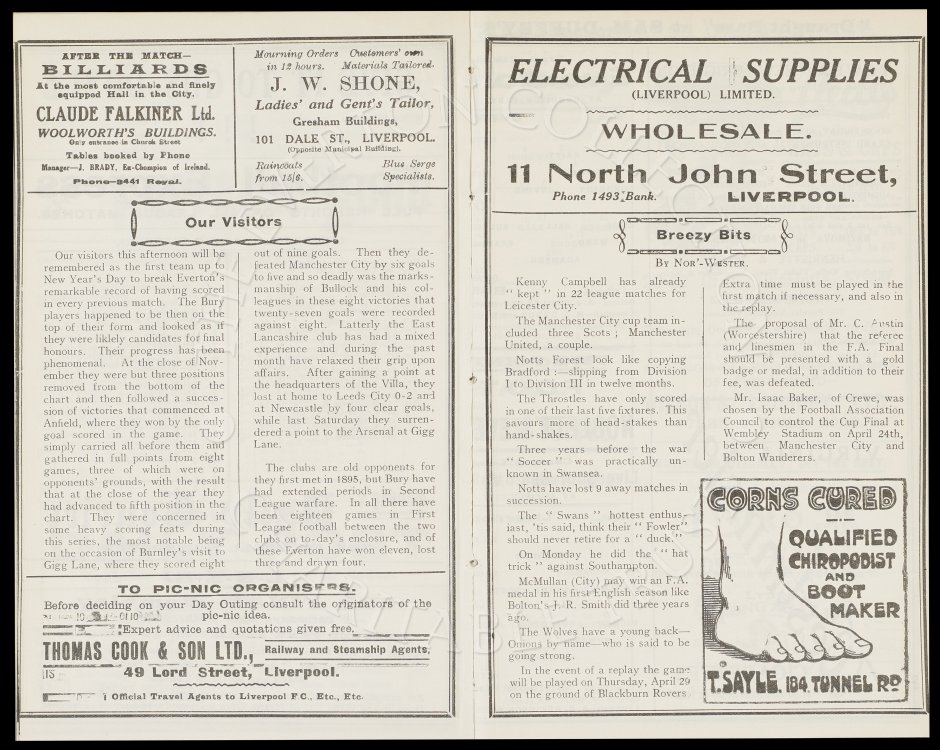 AFTER THE MATCH—
BILLIARDS
At the most comfortable and finely
equipped Hall in the City.
CLAUDE FALKINER Ltd.
WOOLWORTH'S BUILDINGS.
Only entrance in Church Street
Tables booked by Phone
Manager—J. BRADY, Ex-Champion of Ireland.
Phone—3441 Royal.
Mourning Orders Customers' own
in 12 hours. Materials Tailored.
J. W. SHONE,
Ladies' and Gent's Tailor,
Gresham Buildings,
101 DALE ST., LIVERPOOL.
(Opposite Municipal Building).
Raincoats Blue Serge
from 15/6. Specialists.
Our Visitors
Our visitors this afternoon will be
remembered as the first team up to
New Year's Day to break Everton's
remarkable record of having scored
in every previous match. The Bury
players happened to be then on the
top of their form and looked as if
they were liklely candidates for final
honours. Their progress has been
phenomenal. At the close of Nov-
ember they were but three positions
removed from the bottom of the
chart and then followed a succes-
sion of victories that commenced at
Anfield, where they won by the only
goal scored in the game. They
simply carried all before them and
gathered in full points from eight
games, three of which were on
opponents' grounds, with the result
that at the close of the year they
had advanced to fifth position in the
chart. They were concerned in
some heavy scoring feats during
this series, the most notable being
on the occasion of Burnley's visit to
Gigg Lane, where they scored eight
out of nine goals. Then they de-
feated Manchester City by six goals
to five and so deadly was the marks-
manship of Bullock and his col-
leagues in these eight victories that
twenty-seven goals were recorded
against eight. Latterly the East
Lancashire club has had a mixed
experience and during the past
month have relaxed their grip upon
affairs. After gaining a point at
the headquarters of the Villa, they
lost at home to Leeds City 0-2 and
at Newcastle by four clear goals,
while last Saturday they surren-
dered a point to the Arsenal at Gigg
Lane.
The clubs are old opponents for
they first met in 1895, but Bury have
had extended periods in Second
League warfare. In all there have
been eighteen games in First
League football between the two
clubs on to-day's enclosure, and of
these Everton have won eleven, lost
three and drawn four.
TO PIC-NIC ORGANISERS.
Before deciding on your Day Outing consult the originators of the
pic-nic idea.
Expert advice and quotations given free.
THOMAS COOK & SON LTD., Railway and Steamship Agents,
49 Lord Street, Liverpool.
Official Travel Agents to Liverpool F C., Etc., Etc.
ELECTRICAL SUPPLIES
(LIVERPOOL) LIMITED.
WHOLESALE.
11 North John Street,
Phone 1493 Bank. LIVERPOOL.
Breezy Bits
BY NOR'-WESTER.
Kenny Campbell has already
" kept " in 22 league matches for
Leicester City.
The Manchester City cup team in-
cluded three Scots ; Manchester
United, a couple.
Notts Forest look like copying
Bradford :—slipping from Division
I to Division III in twelve months.
The Throstles have only scored
in one of their last five fixtures. This
savours more of head-stakes than
hand-shakes.
Three years before the war
" Soccer " was practically un-
known in Swansea.
Notts have lost 9 away matches in
succession.
The " Swans " hottest enthus-
iast, 'tis said, think their " Fowler"
should never retire for a " duck."
On Monday he did the " hat
trick " against Southampton.
McMullan (City) may win an F.A.
medal in his first English season like
Bolton's J. R. Smith did three years
ago.
The Wolves have a young back—
Onions by name—who is said to be
going strong.
In the event of a replay the game
will be played on Thursday, April 29
on the ground of Blackburn Rovers
Extra time must be played in the
first match if necessary, and also in
the replay.
The proposal of Mr. C. Austin
(Worcestershire) that the referee
and linesmen in the F.A. Final
should be presented with a gold
badge or medal, in addition to their
fee, was defeated.
Mr. Isaac Baker, of Crewe, was
chosen by the Football Association
Council to control the Cup Final at
Wembley Stadium on April 24th,
between Manchester City and
Bolton Wanderers.
CORNS CURED
QUALIFIED
CHIROPODIST
AND
BOOT
MAKER
T. SAYLE. 184 TUNNEL RD